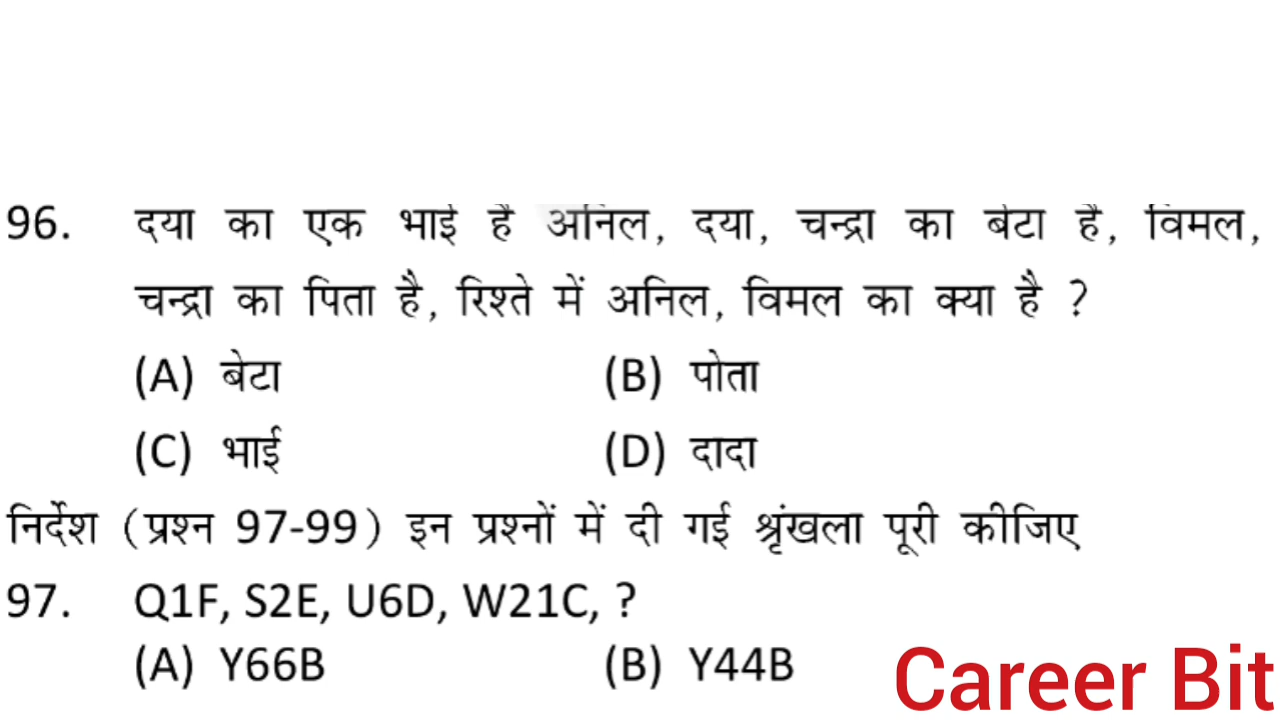 96. दया का एक भाई है अनिल, दया, चन्द्रा का बेटा है, विमल,
चन्द्रा का पिता है, रिश्ते में अनिल, विमल का क्या है ?
(A) बेटा (B) पोता
(C) भाई (D) दादा
निर्देश (प्रश्न 97-99) इन प्रश्नों में दी गई श्रृंखला पूरी कीजिए
97. Q1F, S2E, U6D, W21C, ?
(A) Y66B (B) Y44B
Career Bit